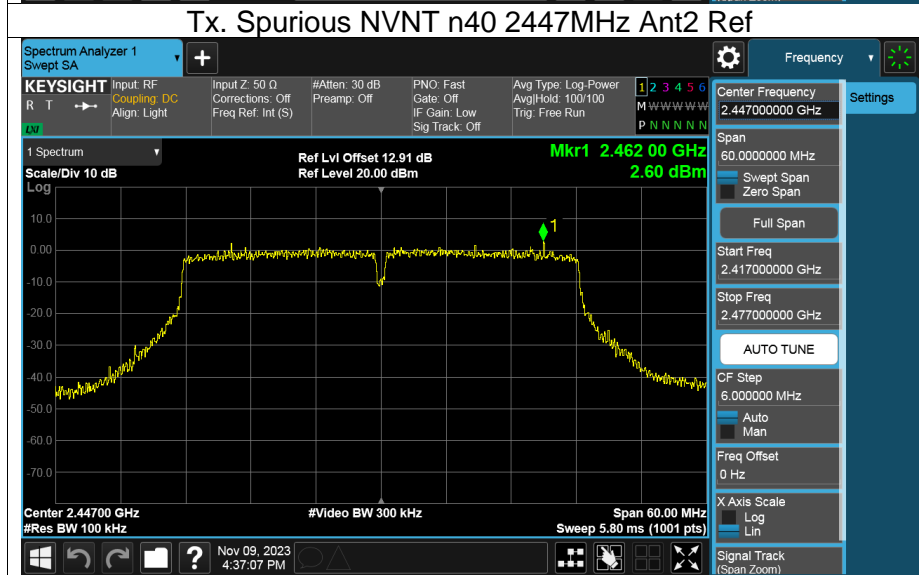 (Span Zoom)
Tx. Spurious NVNT n40 2447MHz Ant2 Ref
Spectrum Analyzer 1
Swept SA
+
Frequency
KEYSIGHT
R T
LXI
Input: RF
Coupling: DC
Align: Light
Input Z: 50 Ω
Corrections: Off
Freq Ref: Int (S)
#Atten: 30 dB
Preamp: Off
PNO: Fast
Gate: Off
IF Gain: Low
Sig Track: Off
Avg Type: Log-Power
Avg|Hold: 100/100
Trig: Free Run
1 2 3 4 5 6
M W W W W W
P N N N N N
1 Spectrum
Scale/Div 10 dB
Log
Ref Lvl Offset 12.91 dB
Ref Level 20.00 dBm
Mkr1 2.462 00 GHz
2.60 dBm
10.0
0.00
-10.0
-20.0
-30.0
-40.0
-50.0
-60.0
-70.0
1
Center 2.44700 GHz
#Res BW 100 kHz
#Video BW 300 kHz
Span 60.00 MHz
Sweep 5.80 ms (1001 pts)
?
Nov 09, 2023
4:37:07 PM
Center Frequency
2.447000000 GHz
Span
60.0000000 MHz
Swept Span
Zero Span
Full Span
Start Freq
2.417000000 GHz
Stop Freq
2.477000000 GHz
AUTO TUNE
CF Step
6.000000 MHz
Auto
Man
Freq Offset
0 Hz
X Axis Scale
Log
Lin
Signal Track
(Span Zoom)
Settings